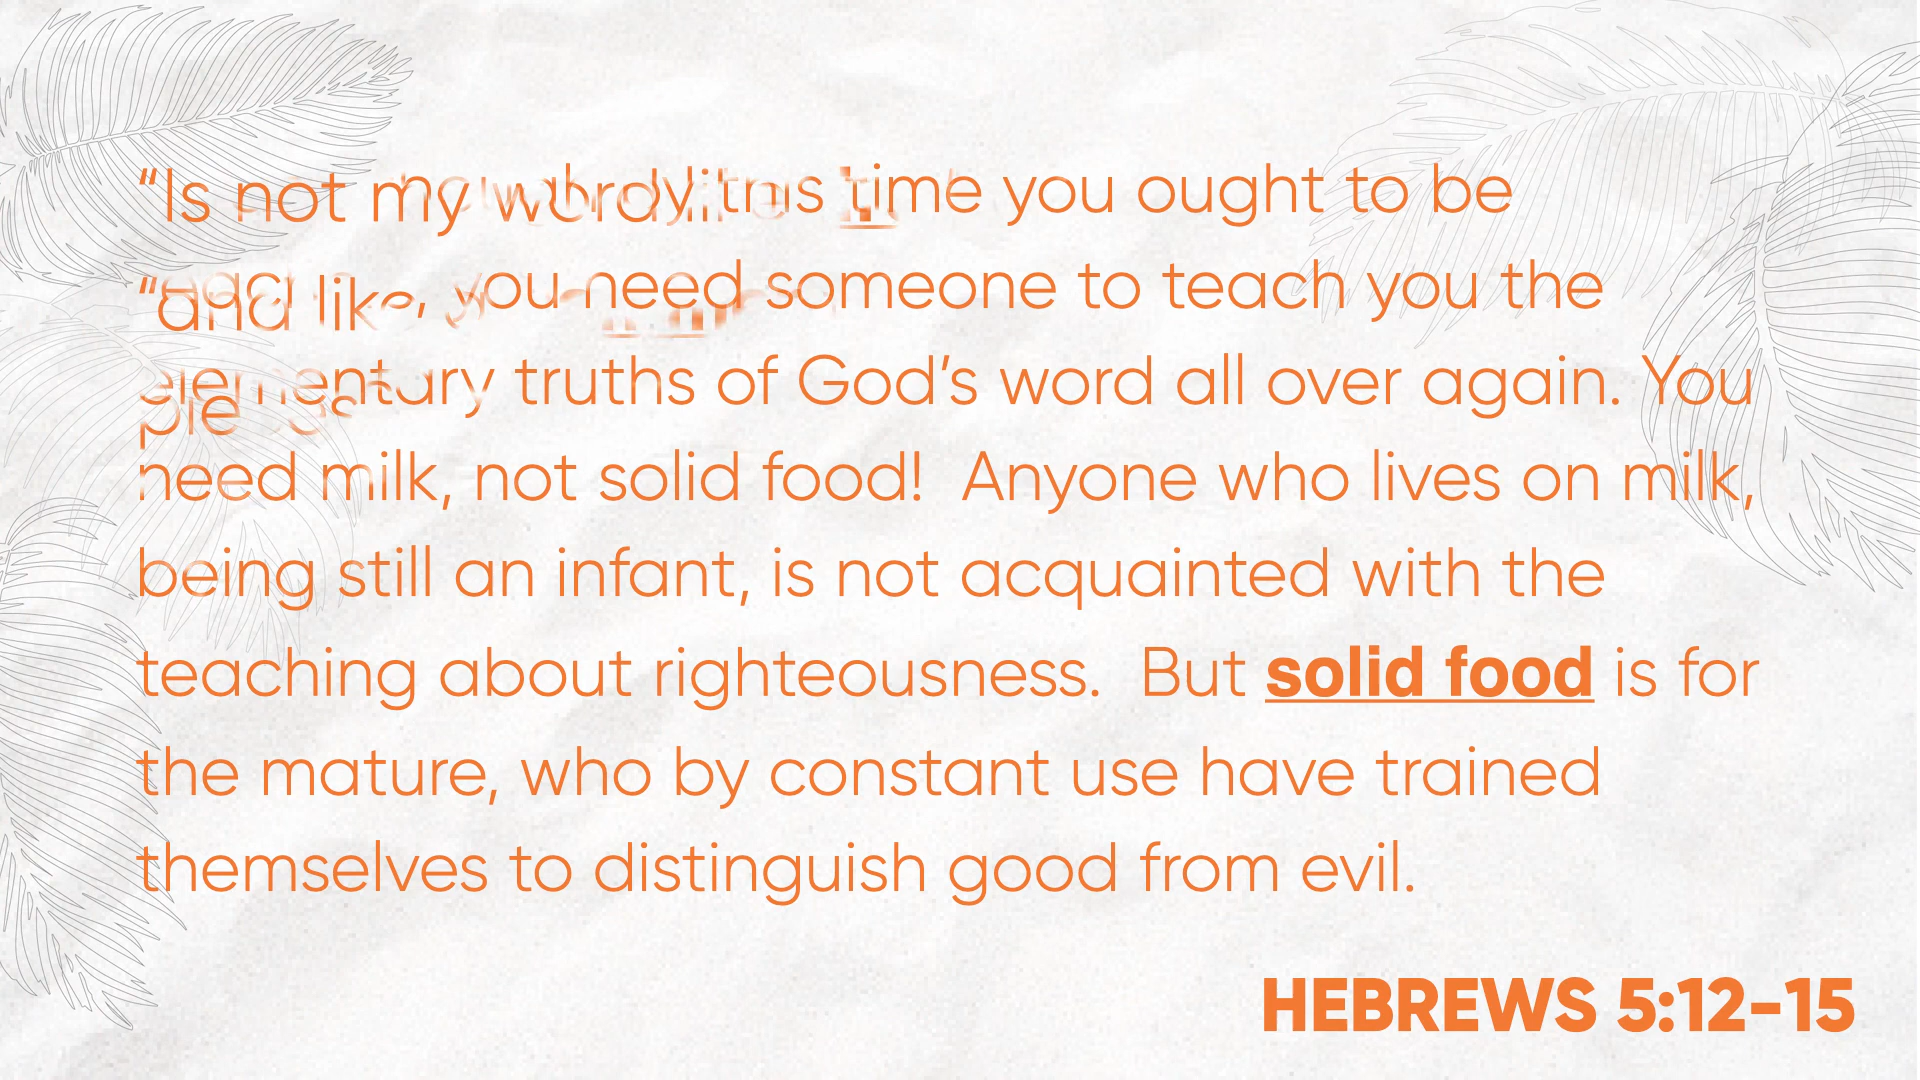 “Is not my word this time you ought to be
you need someone to teach you the
elementary truths of God’s word all over again. You
need milk, not solid food!  Anyone who lives on milk,
being still an infant, is not acquainted with the
teaching about righteousness.  But solid food is for
the mature, who by constant use have trained
themselves to distinguish good from evil.
HEBREWS 5:12-15